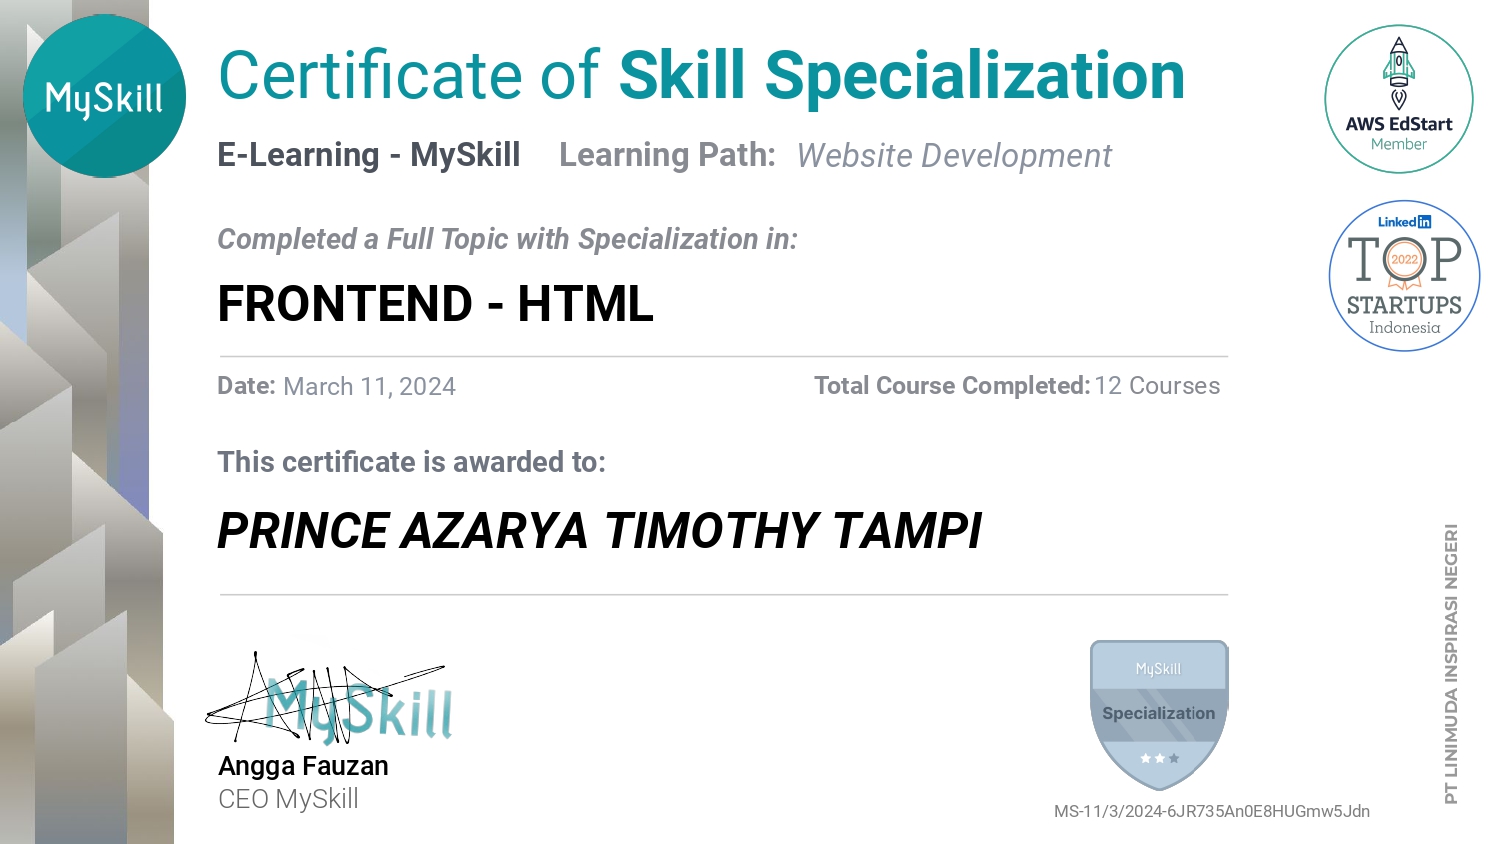 MySkill
Certificate of Skill Specialization
E-Learning - MySkill Learning Path: Website Development
Completed a Full Topic with Specialization in:
FRONTEND - HTML
Date: March 11, 2024
Total Course Completed: 12 Courses
This certificate is awarded to:
PRINCE AZARYA TIMOTHY TAMPI
MySkill
Angga Fauzan
CEO MySkill
MySkill
Specialization
MS-11/3/2024-6JR735An0E8HUGmw5Jdn
AWS EdStart
Member
LinkedIn
TOP
2022
STARTUPS
Indonesia
PT LINIMUDA INSPIRASI NEGERI